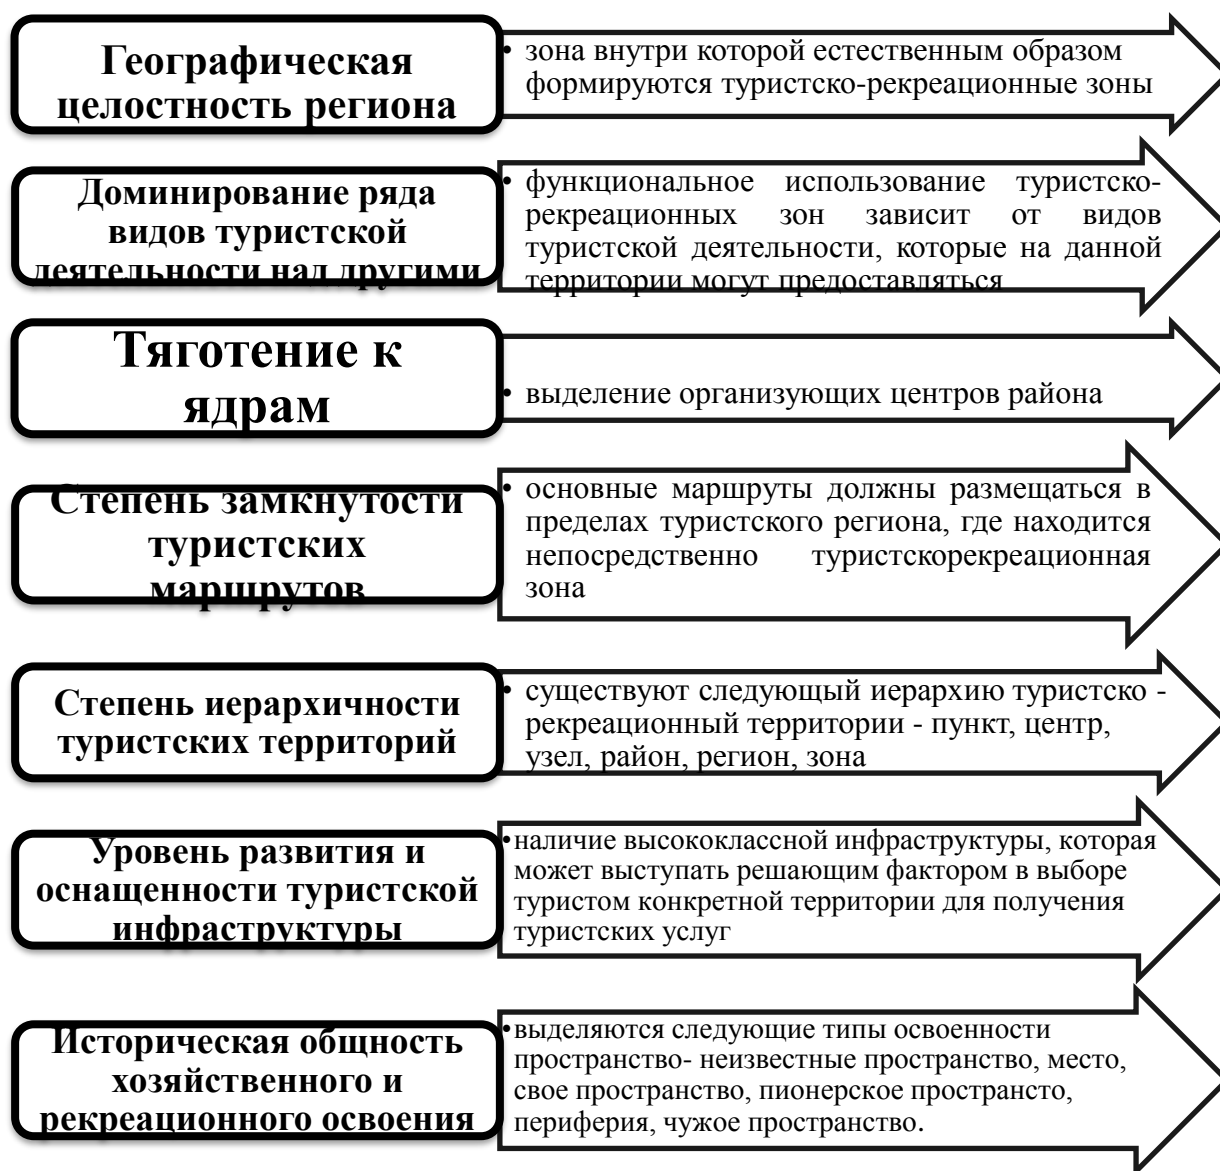 Географическая
целостность региона
• зона внутри которой естественным образом
формируются туристско-рекреационные зоны
Доминирование ряда
видов туристской
деятельности над другими
• функциональное использование туристско-
рекреационных зон зависит от видов
туристской деятельности, которые на данной
территории могут предоставляться
Тяготение к
ядрам
• выделение организующих центров района
Степень замкнутости
туристских
маршрутов
• основные маршруты должны размещаться в
пределах туристского региона, где находится
непосредственно туристскорекреационная
зона
Степень иерархичности
туристских территорий
• существуют следующый иерархию туристско -
рекреационный территории - пункт, центр,
узел, район, регион, зона
Уровень развития и
оснащенности туристской
инфраструктуры
• наличие высококлассной инфраструктуры, которая
может выступать решающим фактором в выборе
туристом конкретной территории для получения
туристских услуг
Историческая общность
хозяйственного и
рекреационного освоения
• выделяются следующие типы освоенности
пространство- неизвестные пространство, место,
свое пространство, пионерское пространсто,
периферия, чужое пространство.